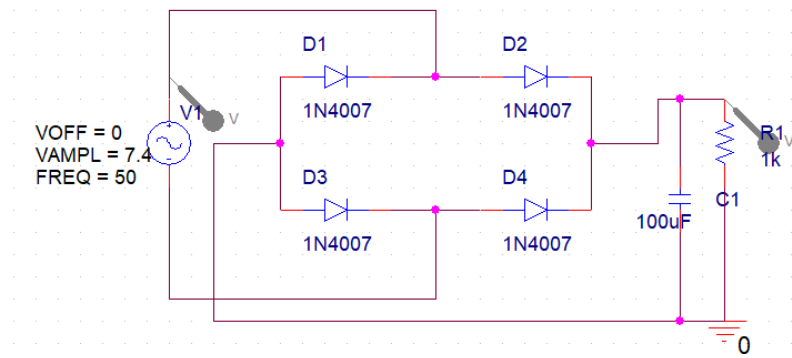 D1
D2
1N4007
1N4007
V1
V
VOFF = 0
VAMPL = 7.4
FREQ = 50
+
-
R1
V
1k
D3
D4
C1
100uF
1N4007
1N4007
0